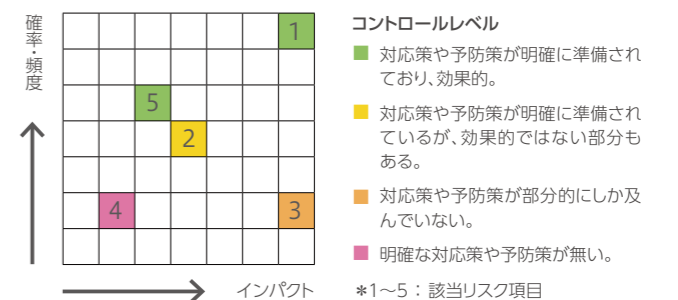 確率・頻度
1
5
2
4
3
インパクト
コントロールレベル
対応策や予防策が明確に準備され
ており、効果的。
対応策や予防策が明確に準備され
ているが、効果的ではない部分も
ある。
対応策や予防策が部分的にしか及
んでいない。
明確な対応策や予防策が無い。
*1~5：該当リスク項目